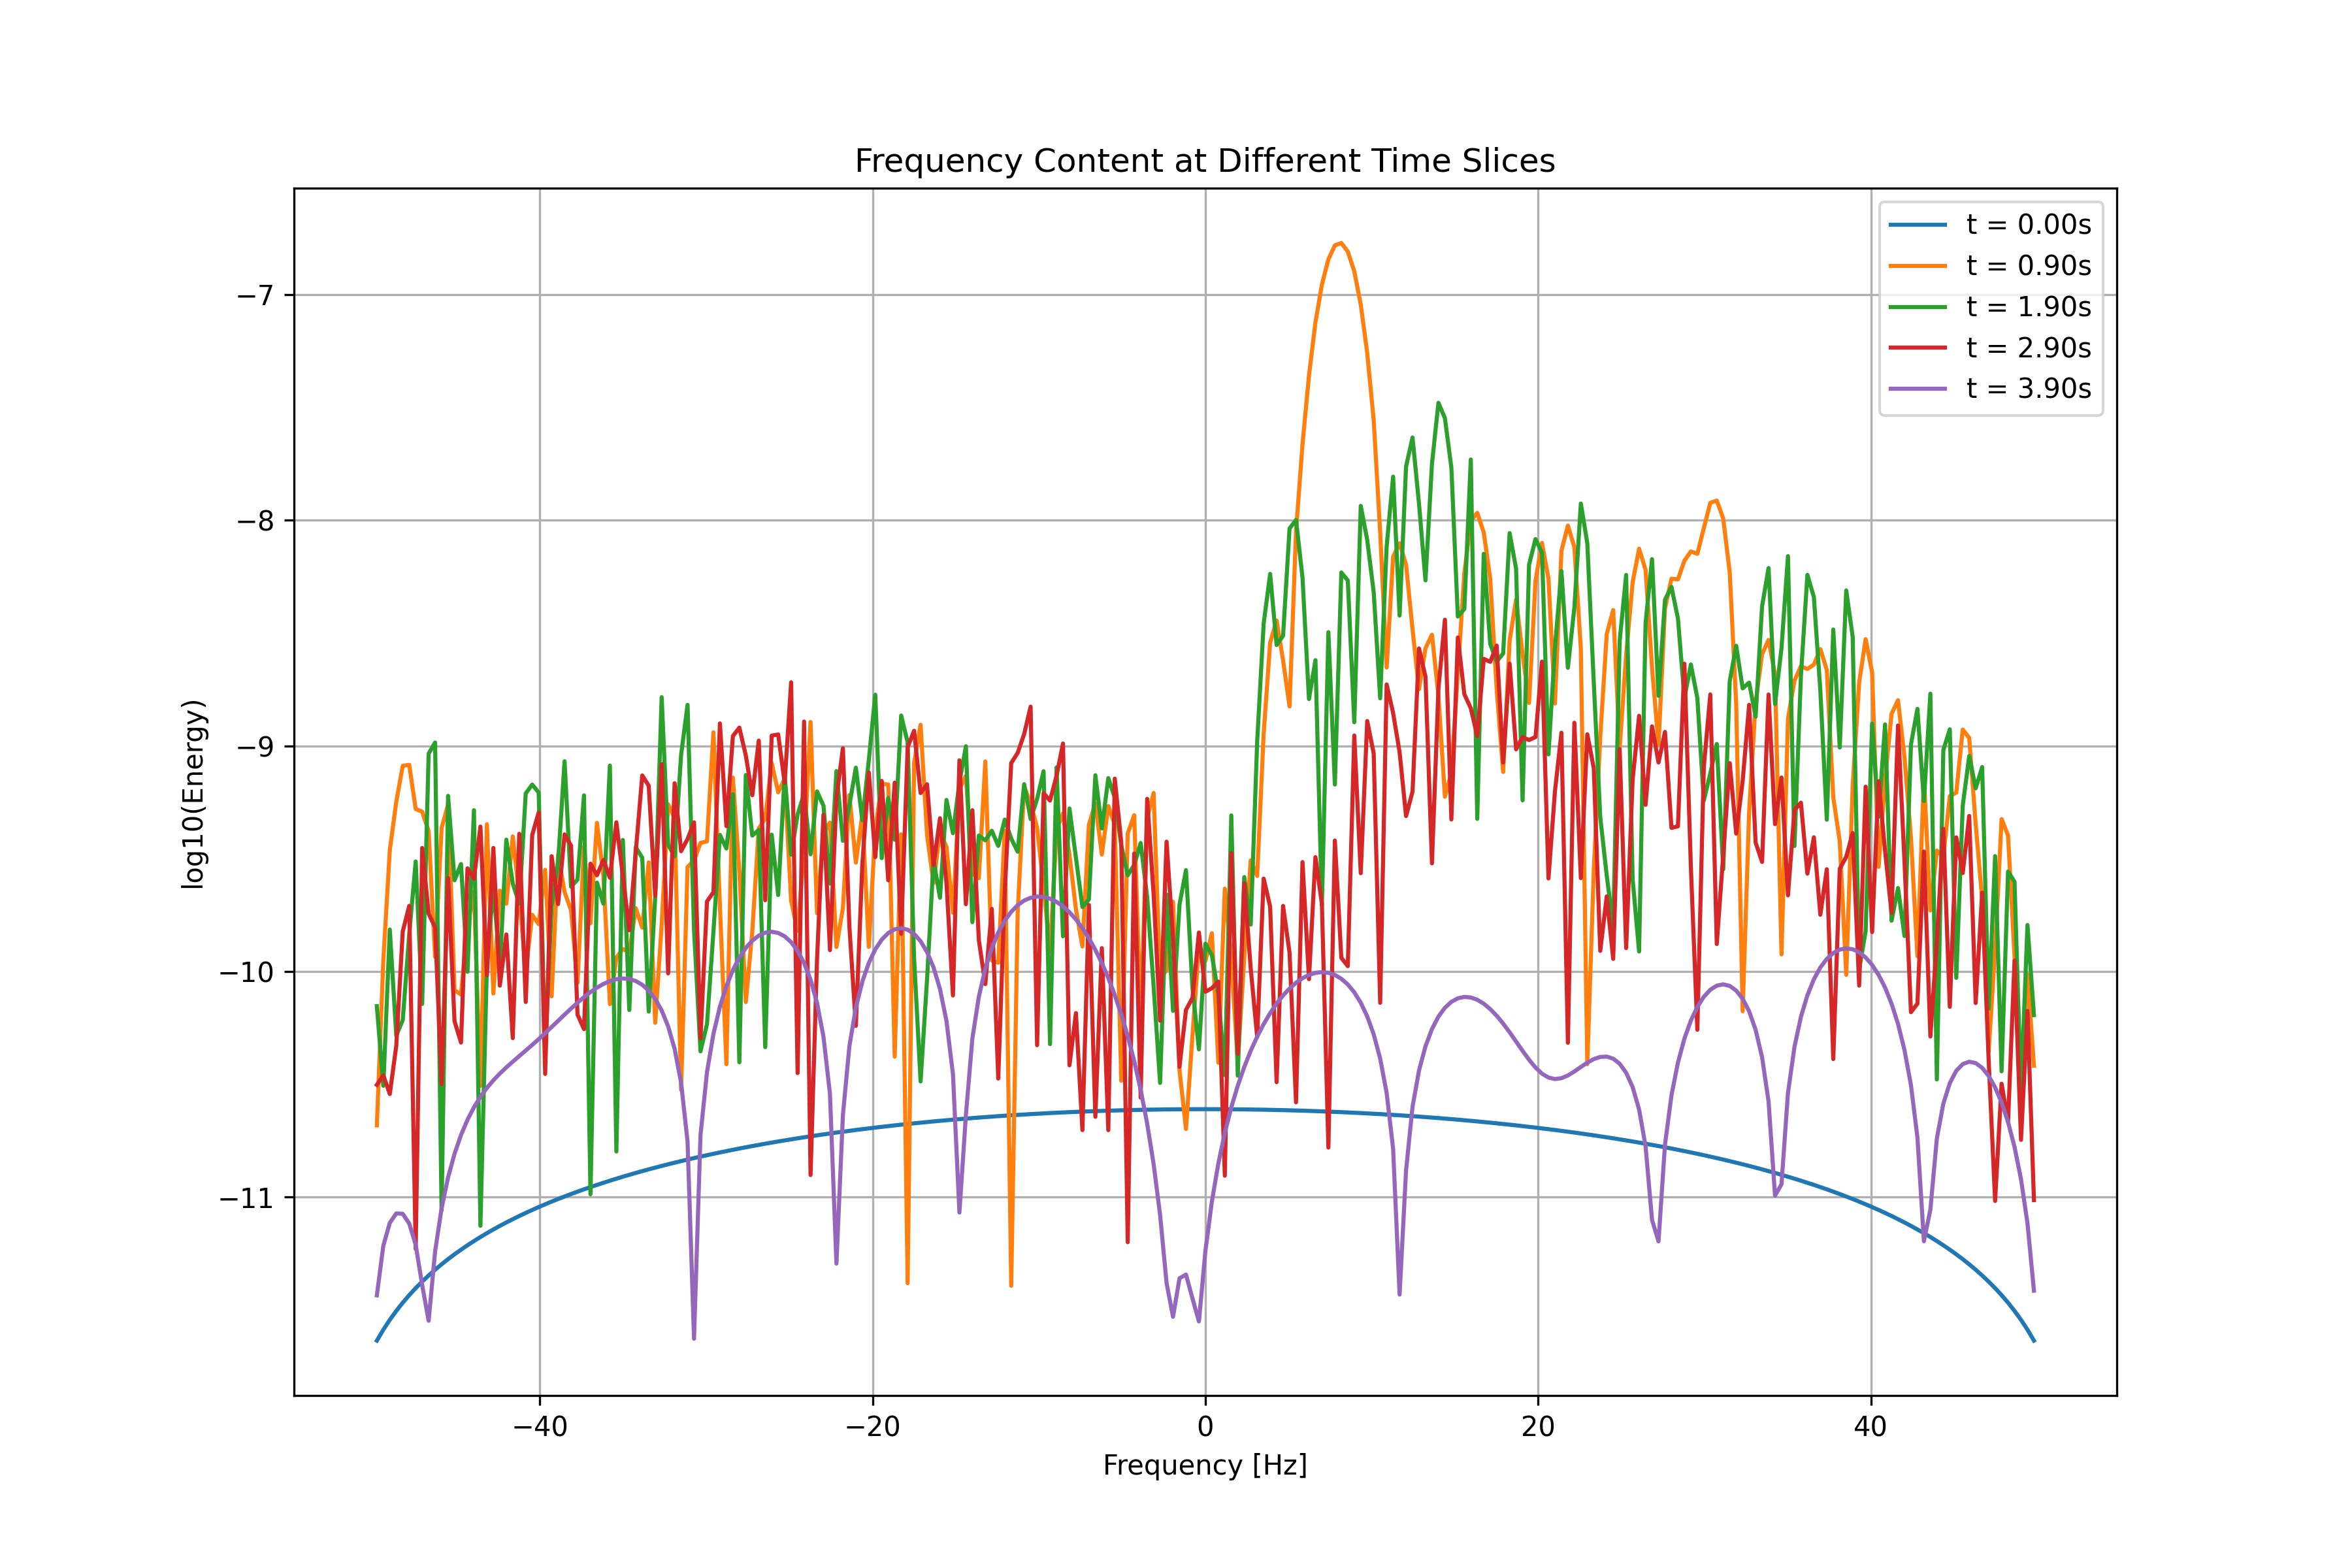 Frequency Content at Different Time Slices
t = 0.00s
t = 0.90s
t = 1.90s
t = 2.90s
t = 3.90s
−7
−8
−9
−10
−11
log10(Energy)
−40
−20
0
20
40
Frequency [Hz]